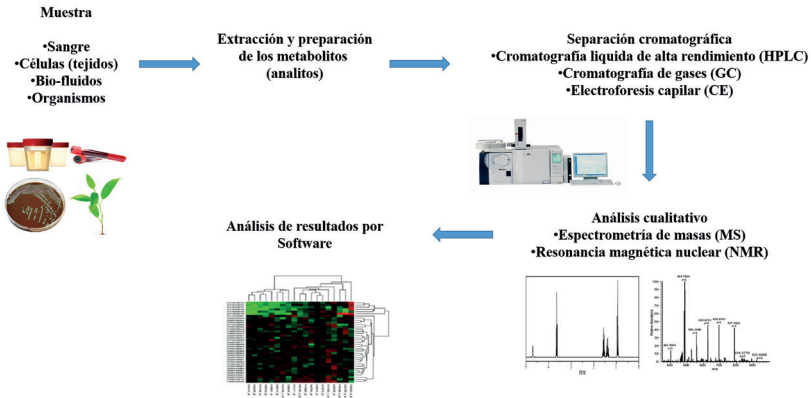 Muestra
•Sangre
•Células (tejidos)
•Bio-fluidos
•Organismos
Extracción y preparación
de los metabolitos
(analitos)
Separación cromatográfica
•Cromatografía liquida de alta rendimiento (HPLC)
•Cromatografía de gases (GC)
•Electroforesis capilar (CE)
Análisis cualitativo
•Espectrometría de masas (MS)
•Resonancia magnética nuclear (NMR)
Análisis de resultados por
Software